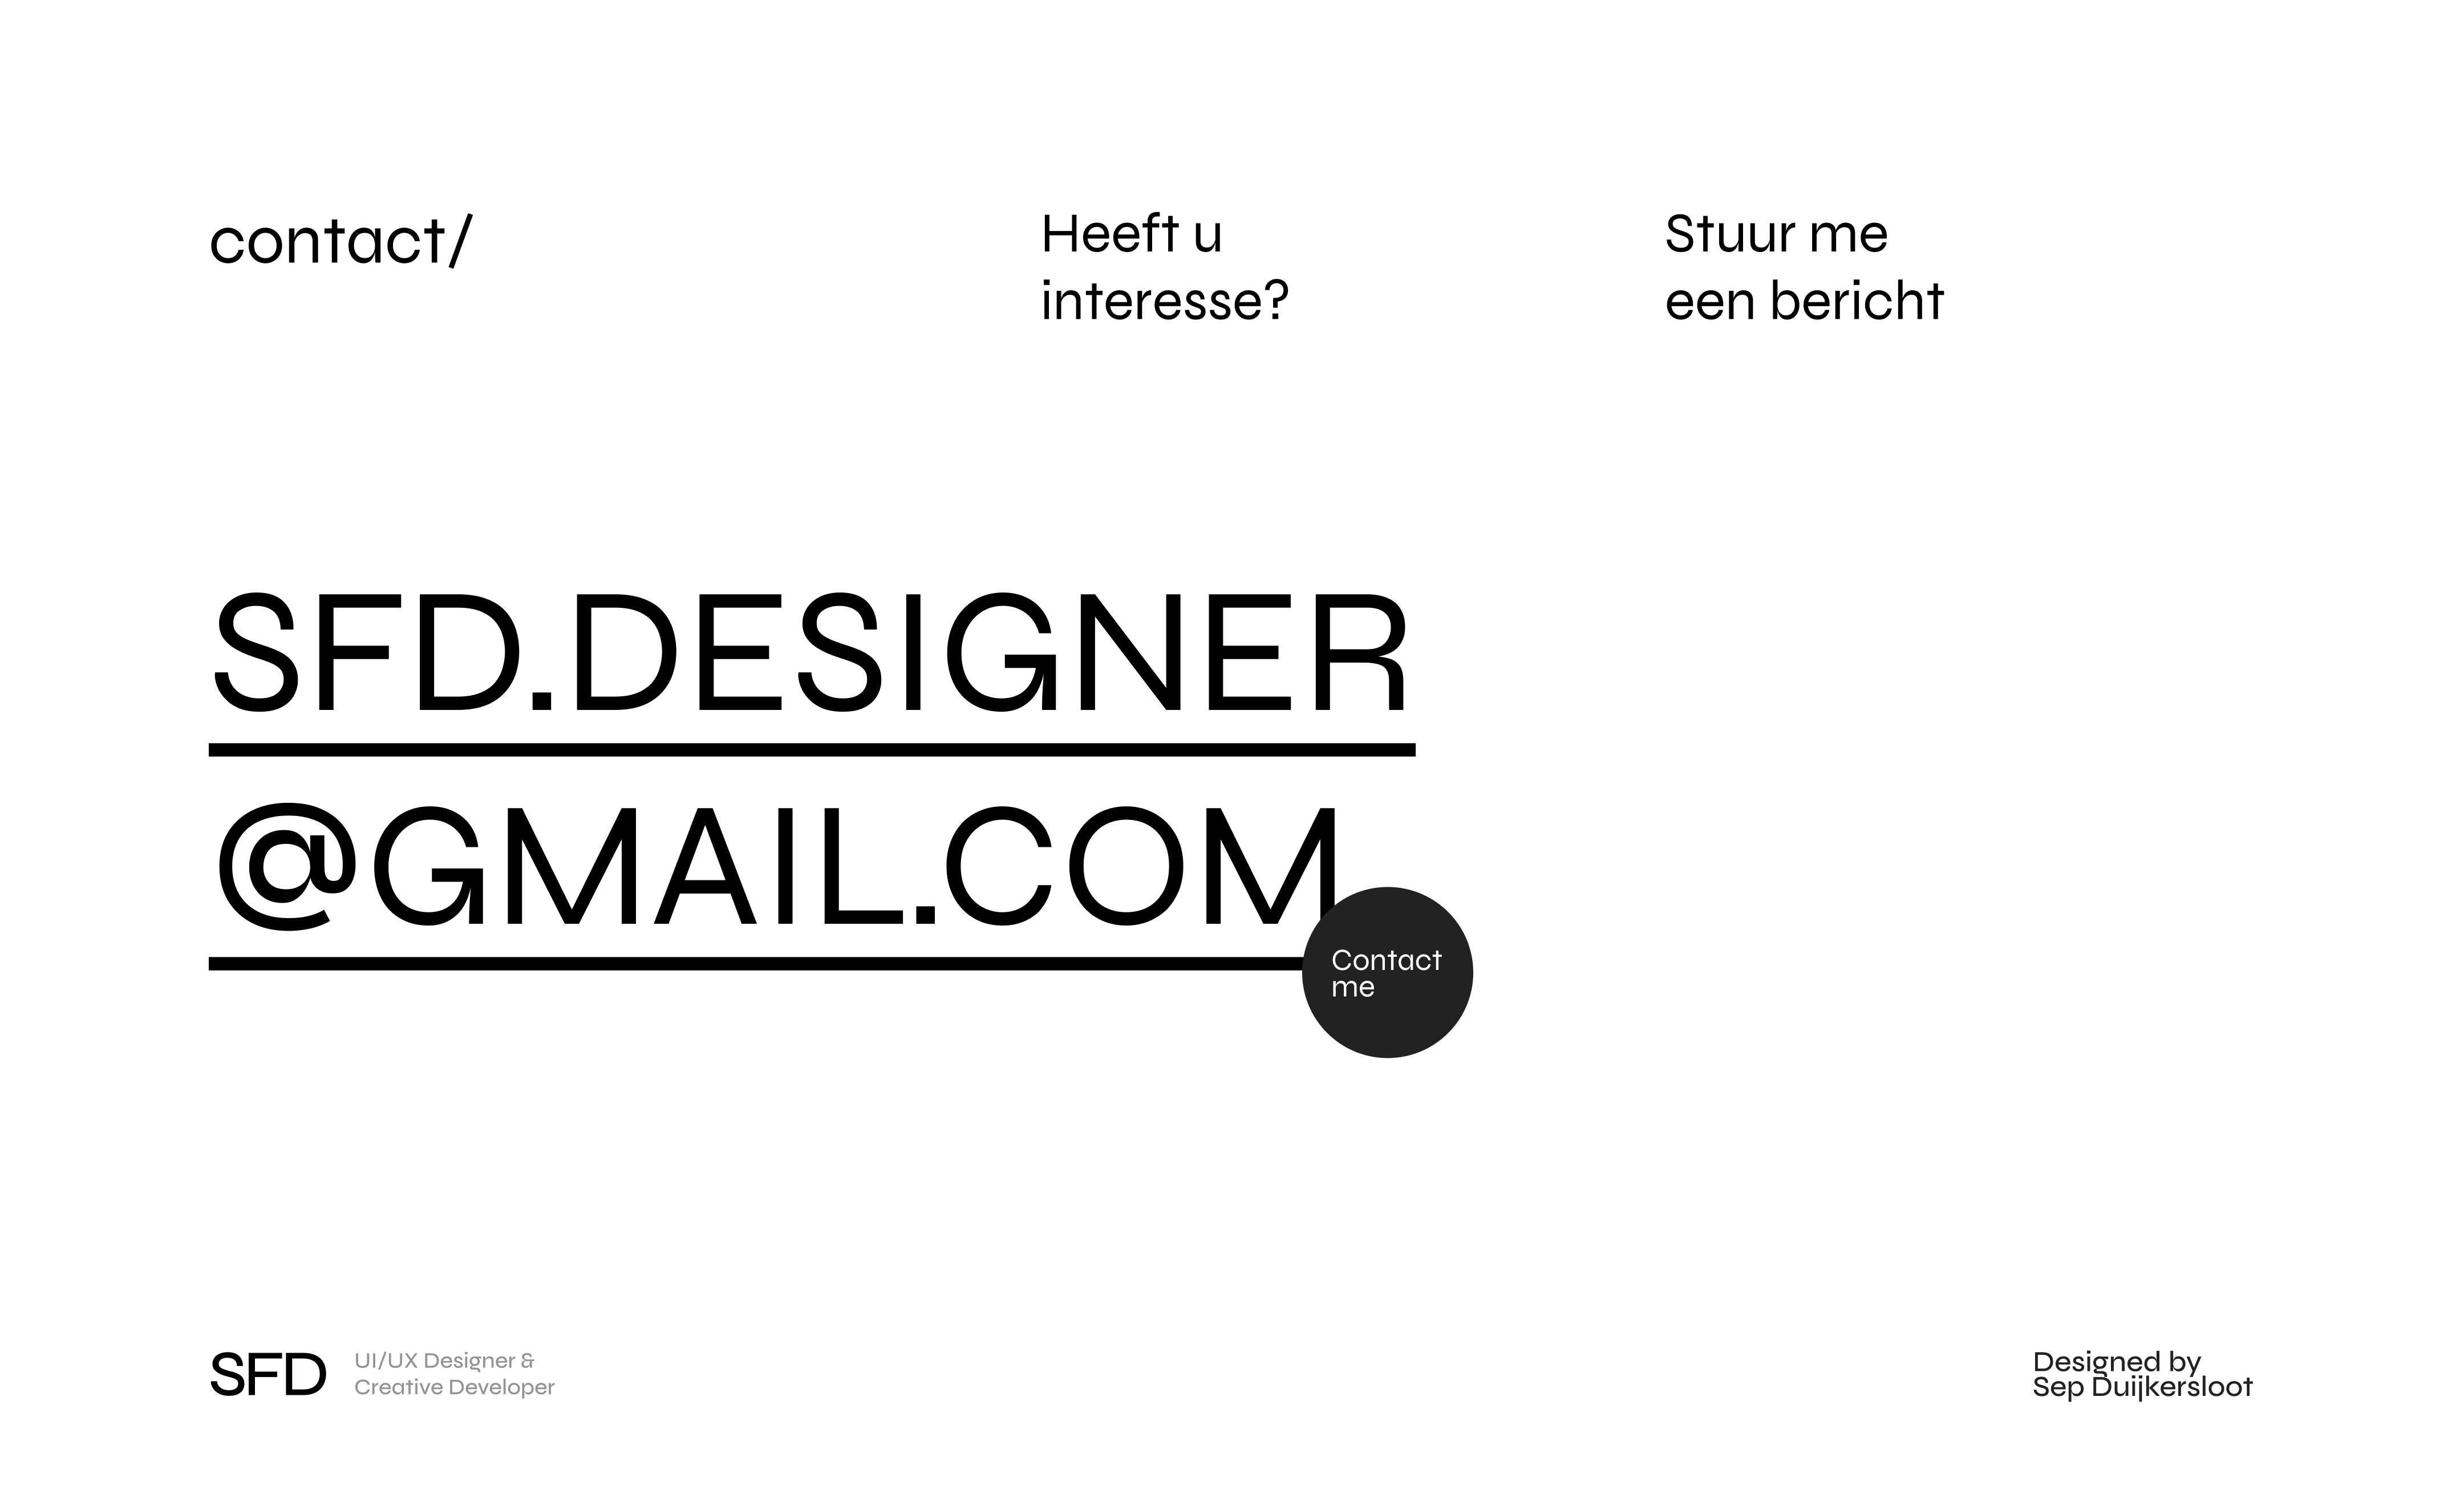 contact/
Heeft u
interesse?
Stuur me
een bericht
SFD.DESIGNER
@GMAIL.COM
Contact
me
SFD
UI/UX Designer &
Creative Developer
Designed by
Sep Duijkersloot